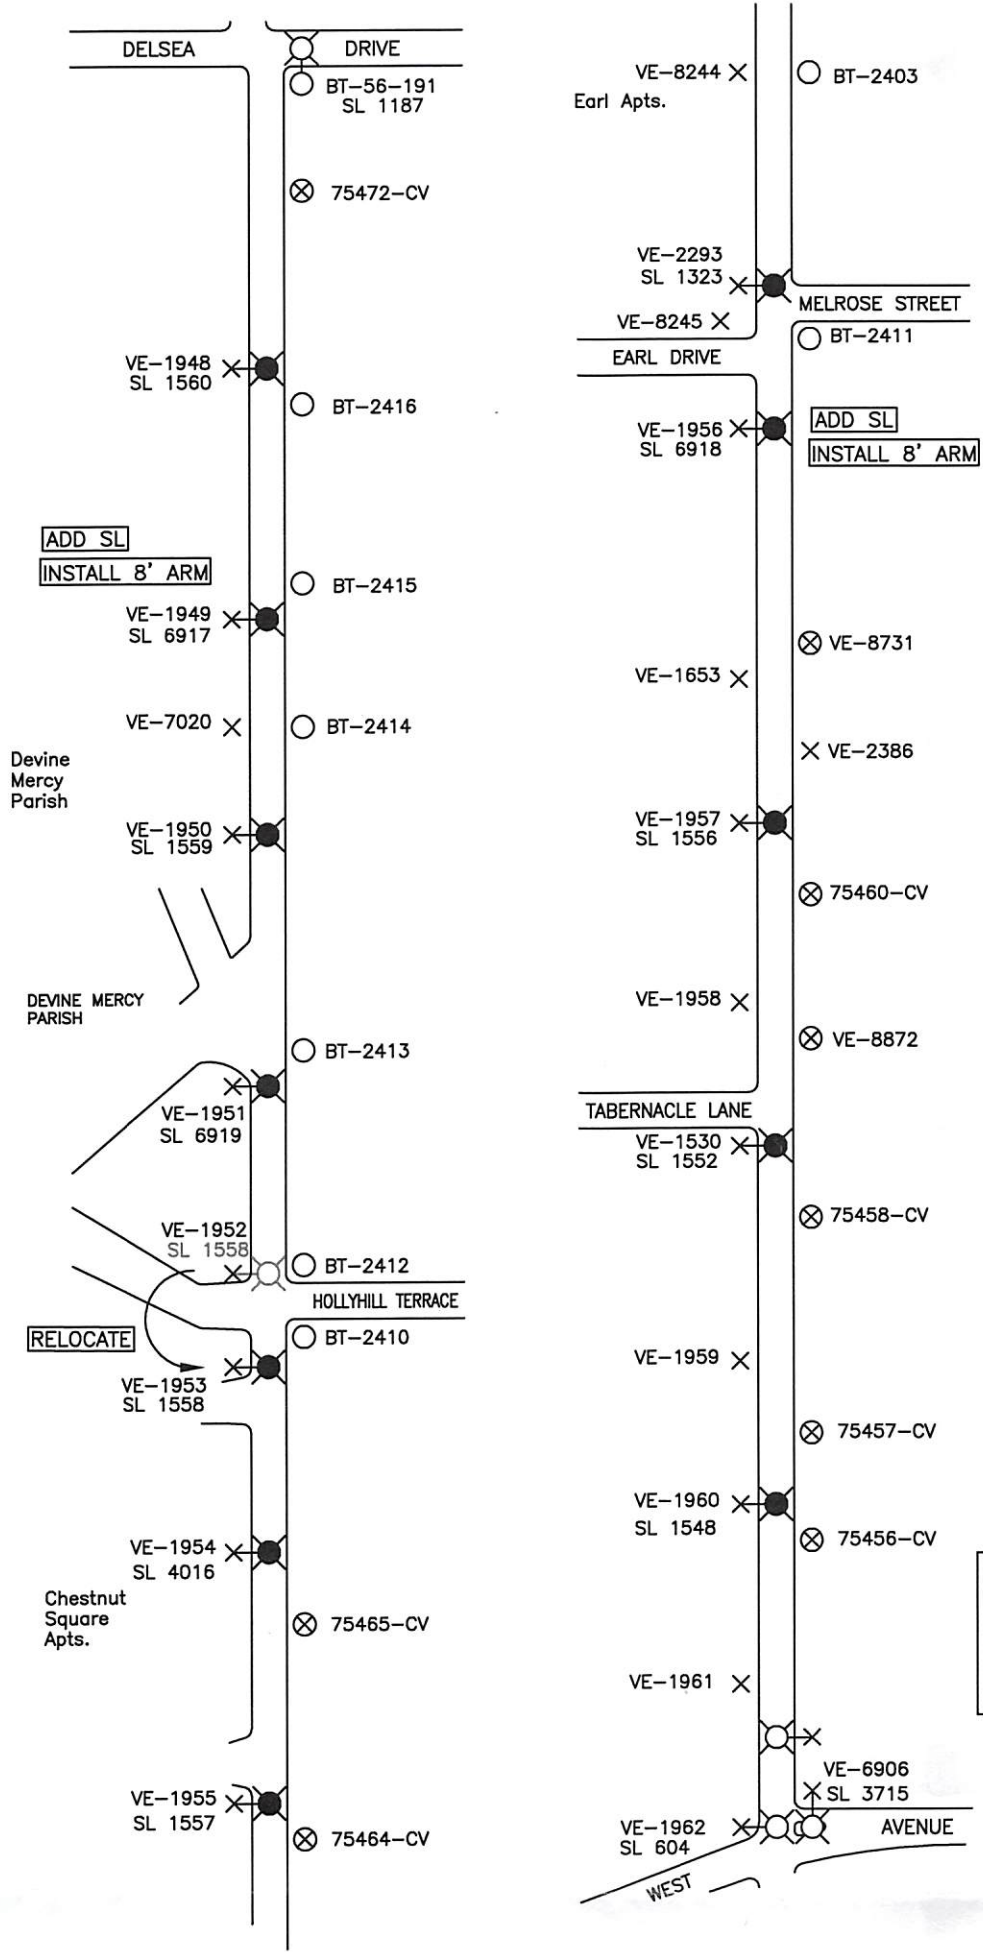 DELSEA DRIVE
BT-56-191
SL 1187
75472-CV
VE-1948
SL 1560
BT-2416
ADD SL
INSTALL 8' ARM
BT-2415
VE-1949
SL 6917
VE-7020
BT-2414
Devine
Mercy
Parish
VE-1950
SL 1559
DEVINE MERCY
PARISH
BT-2413
VE-1951
SL 6919
VE-1952
SL 1558
BT-2412
HOLLYHILL TERRACE
RELOCATE
BT-2410
VE-1953
SL 1558
VE-1954
SL 4016
Chestnut
Square
Apts.
75465-CV
VE-1955
SL 1557
75464-CV
VE-8244
Earl Apts.
BT-2403
VE-2293
SL 1323
MELROSE STREET
VE-8245
BT-2411
EARL DRIVE
VE-1956
SL 6918
ADD SL
INSTALL 8' ARM
VE-8731
VE-1653
VE-2386
VE-1957
SL 1556
75460-CV
VE-1958
VE-8872
TABERNACLE LANE
VE-1530
SL 1552
75458-CV
VE-1959
75457-CV
VE-1960
SL 1548
75456-CV
VE-1961
VE-6906
SL 3715
VE-1962
SL 604
WEST AVENUE